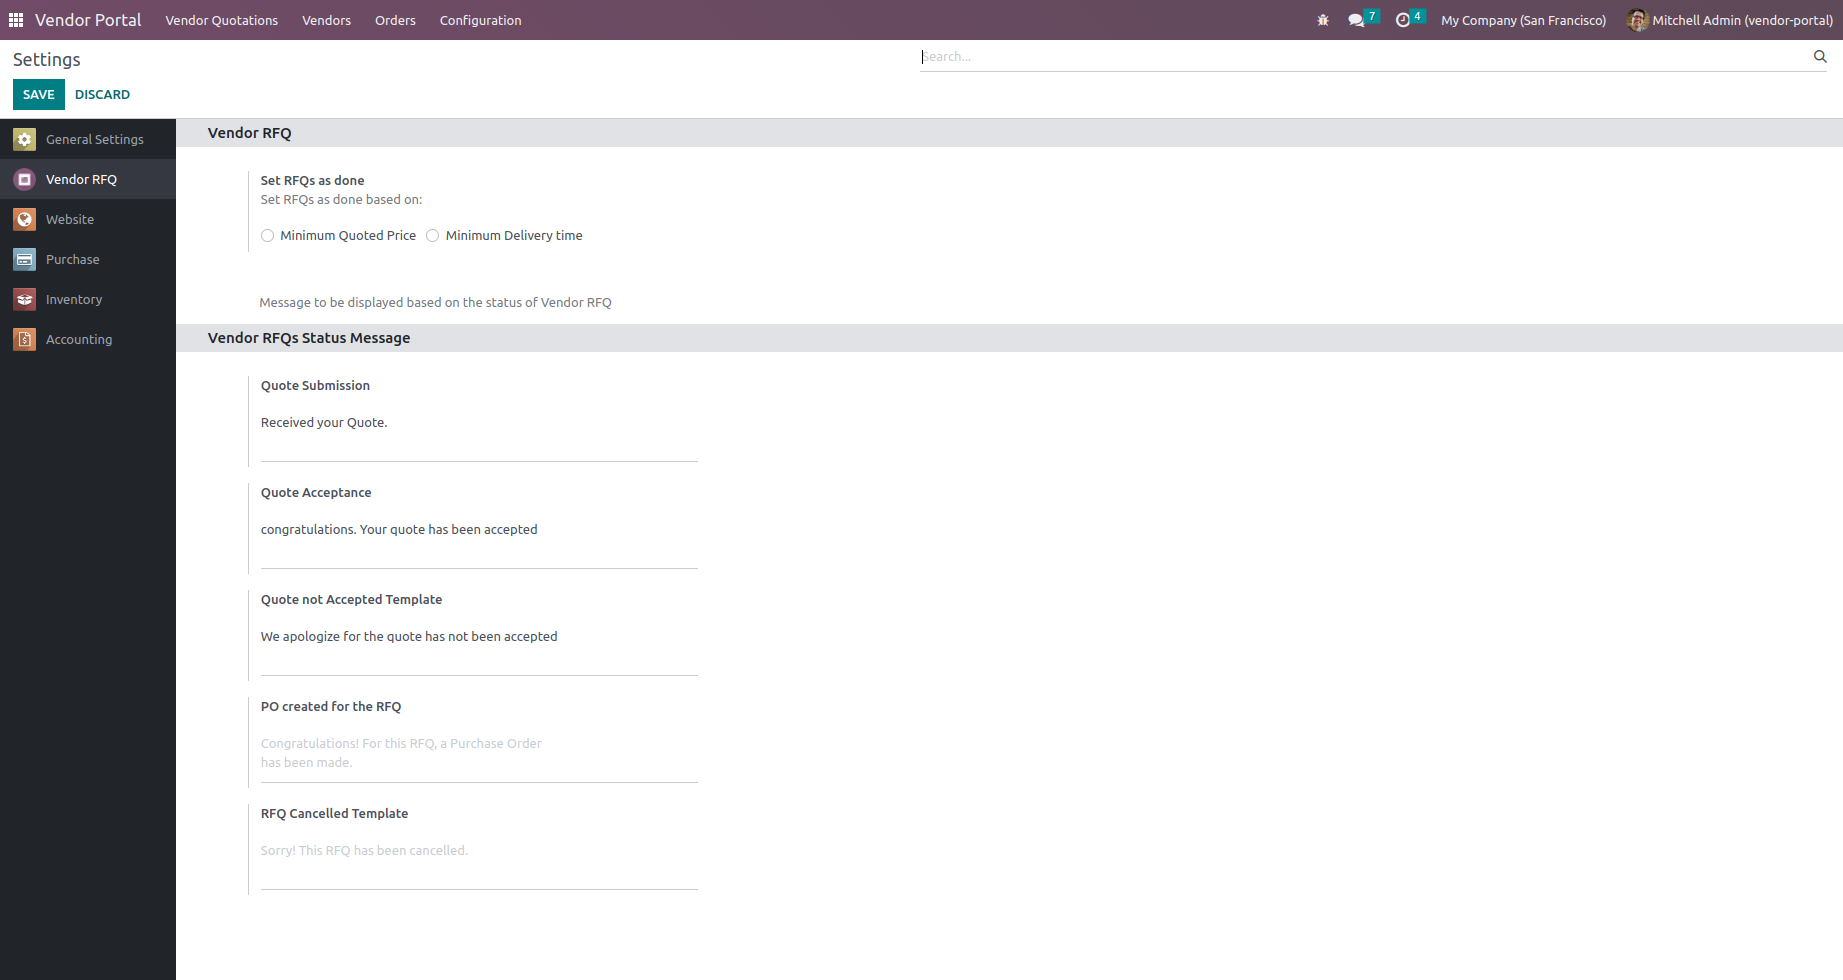 Vendor Portal Vendor Quotations Vendors Orders Configuration 7 4 My Company (San Francisco) Mitchell Admin (vendor-portal)
Settings
Search...
SAVE DISCARD
General Settings
Vendor RFQ
Website
Purchase
Inventory
Accounting
Vendor RFQ
Set RFQs as done
Set RFQs as done based on:
Minimum Quoted Price Minimum Delivery time
Message to be displayed based on the status of Vendor RFQ
Vendor RFQs Status Message
Quote Submission
Received your Quote.
Quote Acceptance
congratulations. Your quote has been accepted
Quote not Accepted Template
We apologize for the quote has not been accepted
PO created for the RFQ
Congratulations! For this RFQ, a Purchase Order
has been made.
RFQ Cancelled Template
Sorry! This RFQ has been cancelled.